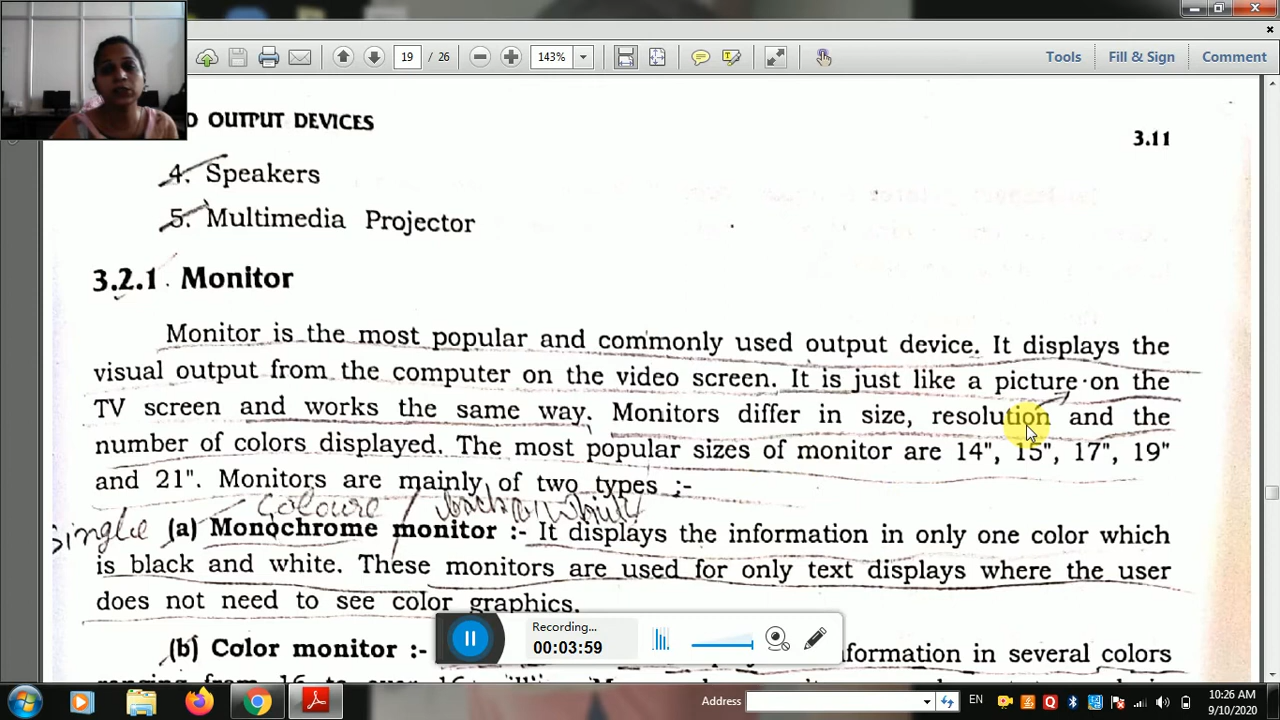 19 / 26
143%
Tools
Fill & Sign
Comment
OUTPUT DEVICES
3.11
4. Speakers
5. Multimedia Projector
3.2.1 Monitor
Monitor is the most popular and commonly used output device. It displays the
visual output from the computer on the video screen. It is just like a picture on the
TV screen and works the same way. Monitors differ in size, resolution and the
number of colors displayed. The most popular sizes of monitor are 14", 15", 17", 19"
and 21". Monitors are mainly of two types :-
Single
(a) Monochrome monitor :- It displays the information in only one color which
is black and white. These monitors are used for only text displays where the user
does not need to see color graphics.
(b) Color monitor :-
information in several colors
Recording...
00:03:59
Address
EN
10:26 AM
9/10/2020